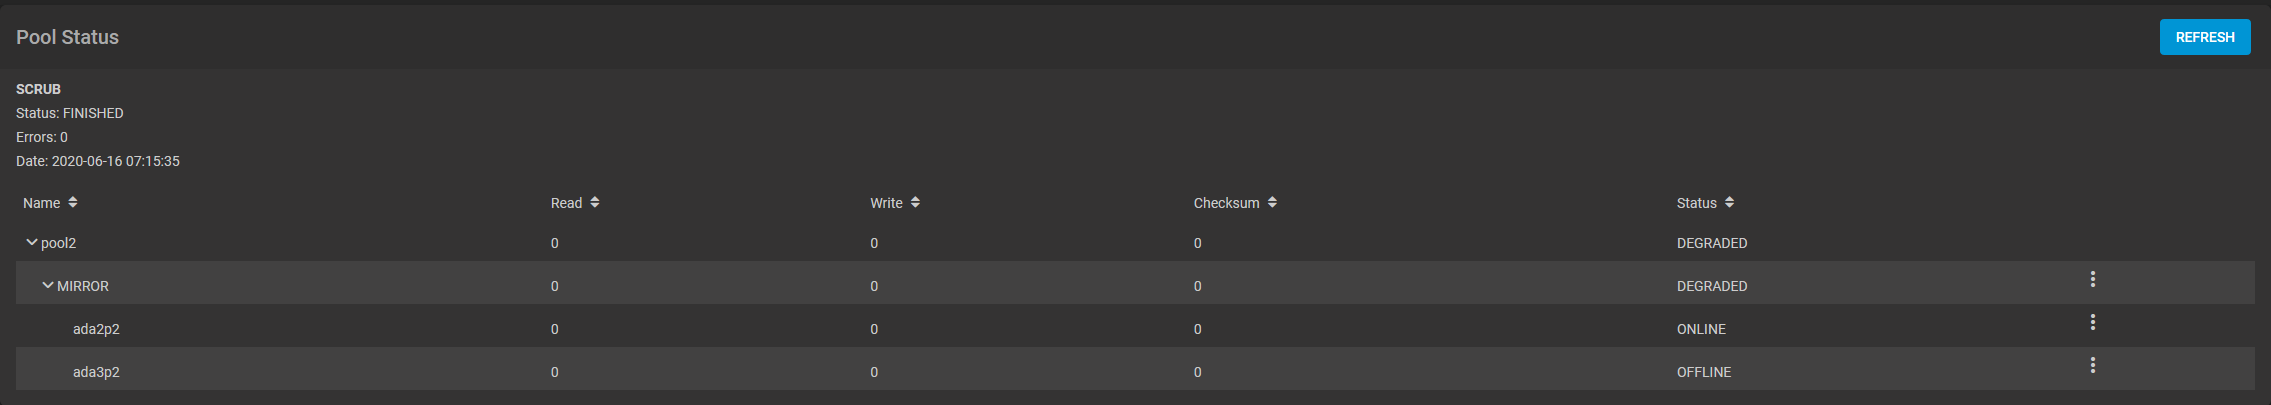 Pool Status
REFRESH
SCRUB
Status: FINISHED
Errors: 0
Date: 2020-06-16 07:15:35
Name Read Write Checksum Status
pool2 0 0 0 DEGRADED
MIRROR 0 0 0 DEGRADED
ada2p2 0 0 0 ONLINE
ada3p2 0 0 0 OFFLINE